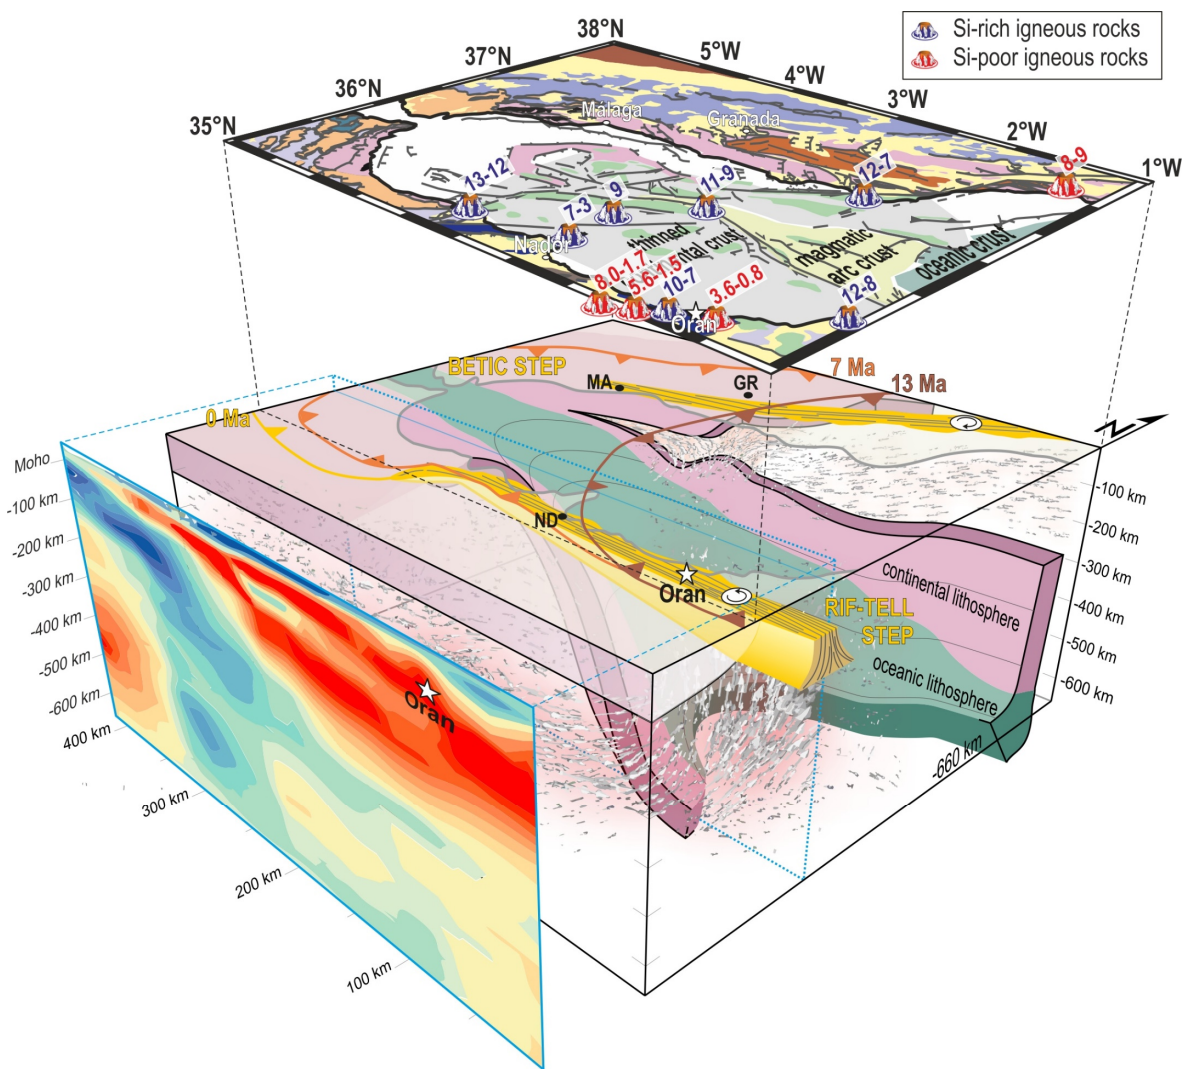 Si-rich igneous rocks
Si-poor igneous rocks
38°N
37°N
36°N
35°N
5°W
4°W
3°W
2°W
1°W
Málaga
Granada
8-9
12-7
11-9
9
13-12
7-3
Nador
thinned
ntal crust
magmatic
arc crust
oceanic crust
8.0-1.7
5.6-1.5
10-7
3.6-0.8
12-8
Oran
BETIC STEP
7 Ma
13 Ma
MA
GR
0 Ma
N
ND
Oran
RIF-TELL
STEP
continental lithosphere
oceanic lithosphere
-100 km
-200 km
-300 km
-400 km
-500 km
-600 km
-660 km
Moho
-100 km
-200 km
-300 km
-400 km
-500 km
-600 km
400 km
300 km
200 km
100 km
Oran